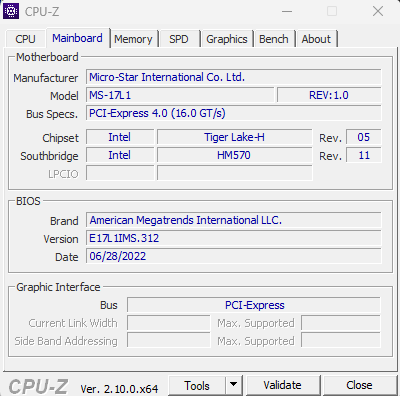 CPU-Z
CPU Mainboard Memory SPD Graphics Bench About
Motherboard
Manufacturer Micro-Star International Co. Ltd.
Model MS-17L1 REV:1.0
Bus Specs. PCI-Express 4.0 (16.0 GT/s)
Chipset Intel Tiger Lake-H Rev. 05
Southbridge Intel HM570 Rev. 11
LPCIO
BIOS
Brand American Megatrends International LLC.
Version E17L1IMS.312
Date 06/28/2022
Graphic Interface
Bus PCI-Express
Current Link Width Max. Supported
Side Band Addressing Max. Supported
CPU-Z Ver. 2.10.0.x64 Tools Validate Close